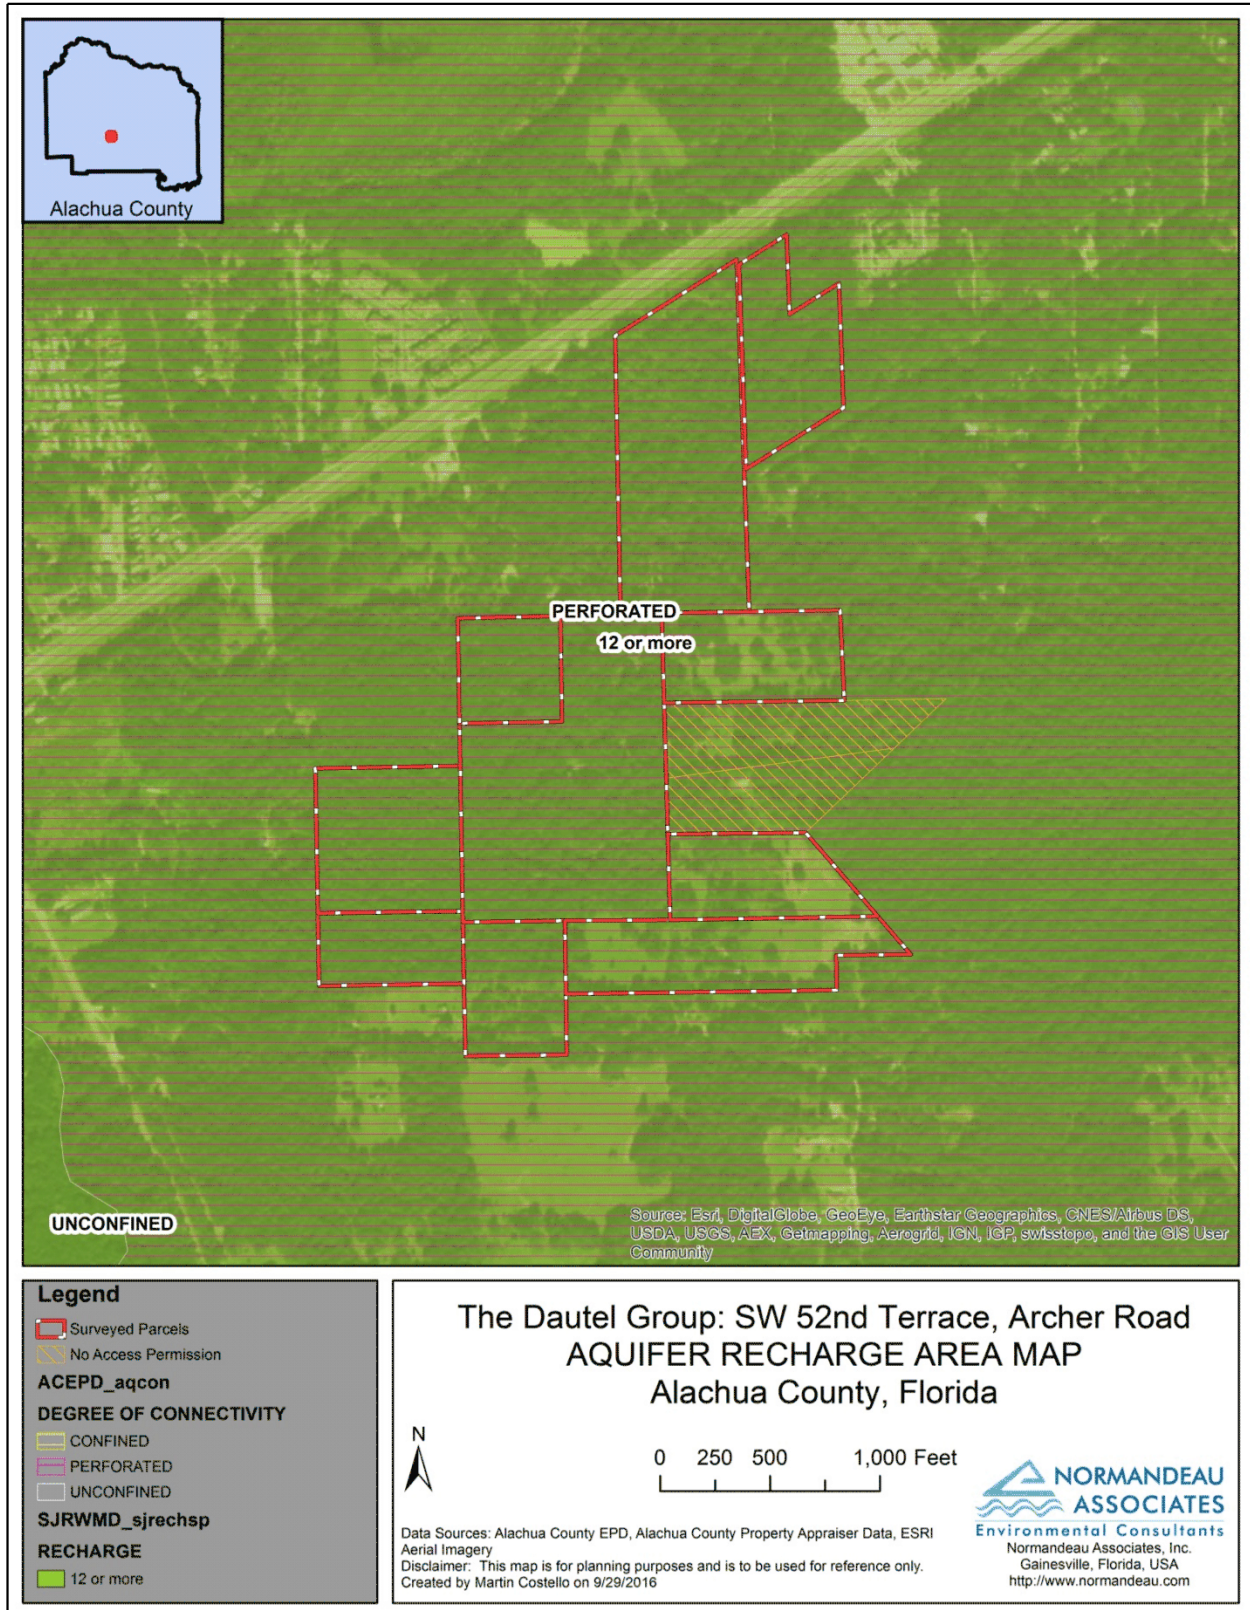 Alachua County
PERFORATED
12 or more
UNCONFINED
Source: Esri, DigitalGlobe, GeoEye, Earthstar Geographics, CNES/Airbus DS,
USDA, USGS, AEX, Getmapping, Aerogrid, IGN, IGP, swisstopo, and the GIS User
Community
Legend
Surveyed Parcels
No Access Permission
ACEPD_aqcon
DEGREE OF CONNECTIVITY
CONFINED
PERFORATED
UNCONFINED
SJRWMD_sjrechsp
RECHARGE
12 or more
The Dautel Group: SW 52nd Terrace, Archer Road
AQUIFER RECHARGE AREA MAP
Alachua County, Florida
N
0 250 500 1,000 Feet
Data Sources: Alachua County EPD, Alachua County Property Appraiser Data, ESRI
Aerial Imagery
Disclaimer: This map is for planning purposes and is to be used for reference only.
Created by Martin Costello on 9/29/2016
NORMANDEAU
ASSOCIATES
Environmental Consultants
Normandeau Associates, Inc.
Gainesville, Florida, USA
http://www.normandeau.com